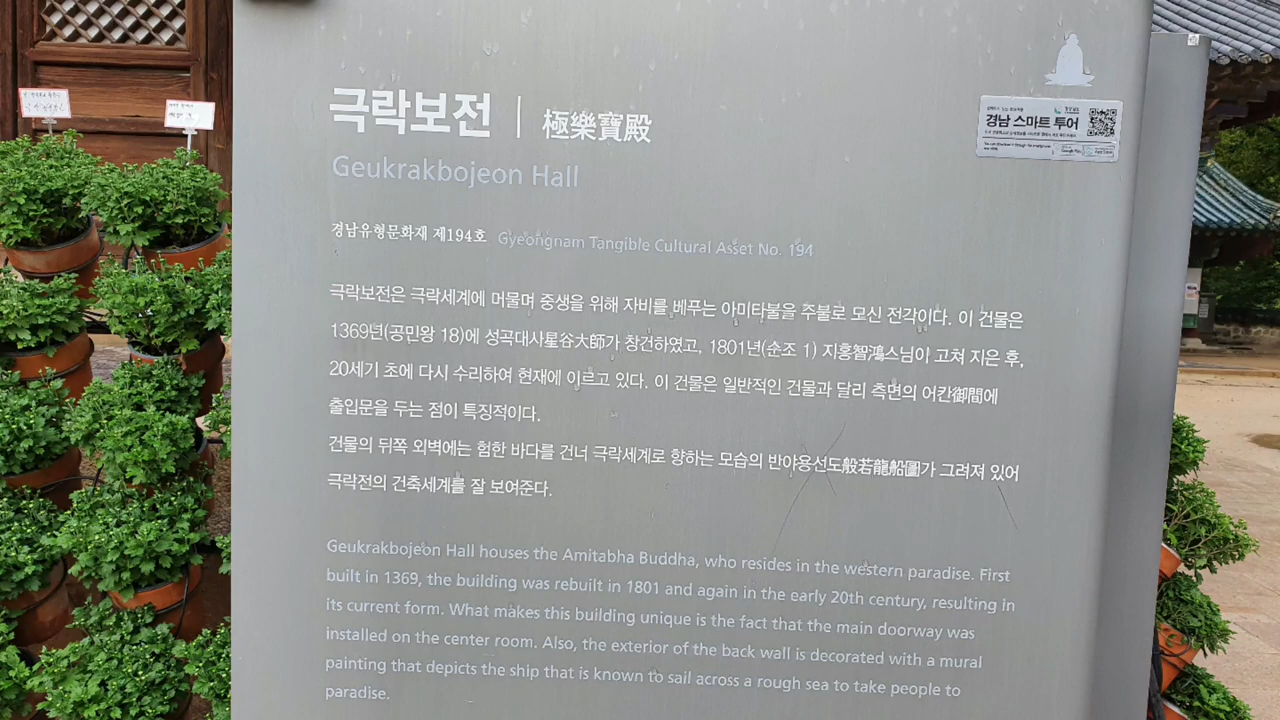 극락보전 | 極樂寶殿
Geukrakbojeon Hall
경남유형문화재 제194호 Gyeongnam Tangible Cultural Asset No. 194
극락보전은 극락세계에 머물며 중생을 위해 자비를 베푸는 아미타불을 주불로 모신 전각이다. 이 건물은
1369년(공민왕 18)에 성곡대사星谷大師가 창건하였고, 1801년(순조 1) 지홍智鴻스님이 고쳐 지은 후,
20세기 초에 다시 수리하여 현재에 이르고 있다. 이 건물은 일반적인 건물과 달리 측면의 어칸御間에
출입문을 두는 점이 특징적이다.
건물의 뒤쪽 외벽에는 험한 바다를 건너 극락세계로 향하는 모습의 반야용선도般若龍船圖가 그려져 있어
극락전의 건축세계를 잘 보여준다.
Geukrakbojeon Hall houses the Amitabha Buddha, who resides in the western paradise. First
built in 1369, the building was rebuilt in 1801 and again in the early 20th century, resulting in
its current form. What makes this building unique is the fact that the main doorway was
installed on the center room. Also, the exterior of the back wall is decorated with a mural
painting that depicts the ship that is known to sail across a rough sea to take people to
paradise.
경남 스마트 투어